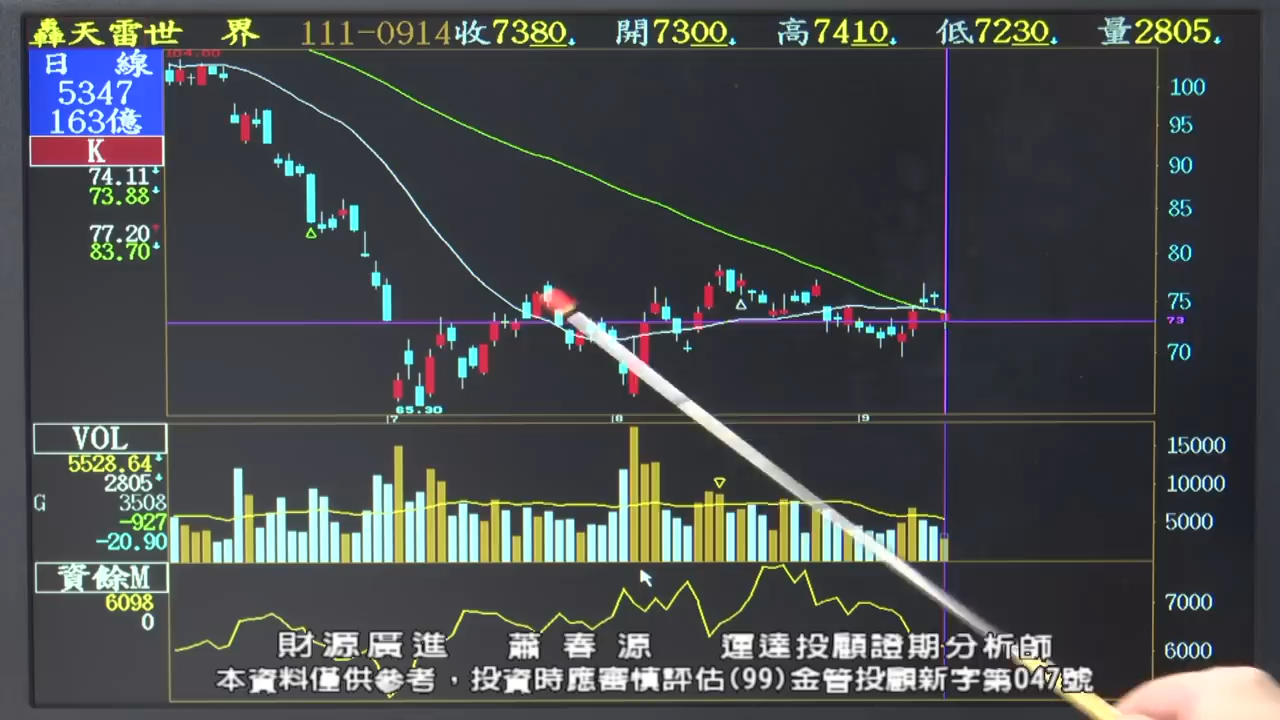 轟天雷世 界 111-0914收7380 開7300 高7410 低7230 量2805
日 線
5347
163億
K
74.11
73.88
77.20
83.70
104.00
100
95
90
85
80
75
73
70
65.30
7 8 9
VOL
5528.64
2805
G 3508
-927
-20.90
15000
10000
5000
資餘M
6098
0
7000
6000
財源廣進 蕭春源 運達投顧證期分析師
本資料僅供參考，投資時應審慎評估(99)金管投顧新字第047號